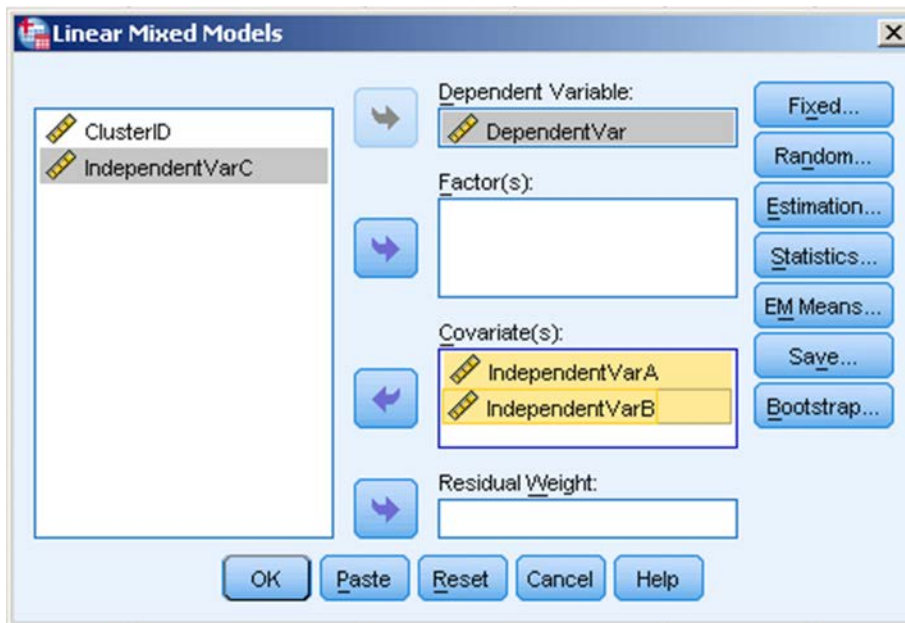 Linear Mixed Models
ClusterID
IndependentVarC
Dependent Variable:
DependentVar
Factor(s):
Covariate(s):
IndependentVarA
IndependentVarB
Residual Weight:
Fixed...
Random...
Estimation...
Statistics...
EM Means...
Save...
Bootstrap...
OK Paste Reset Cancel Help